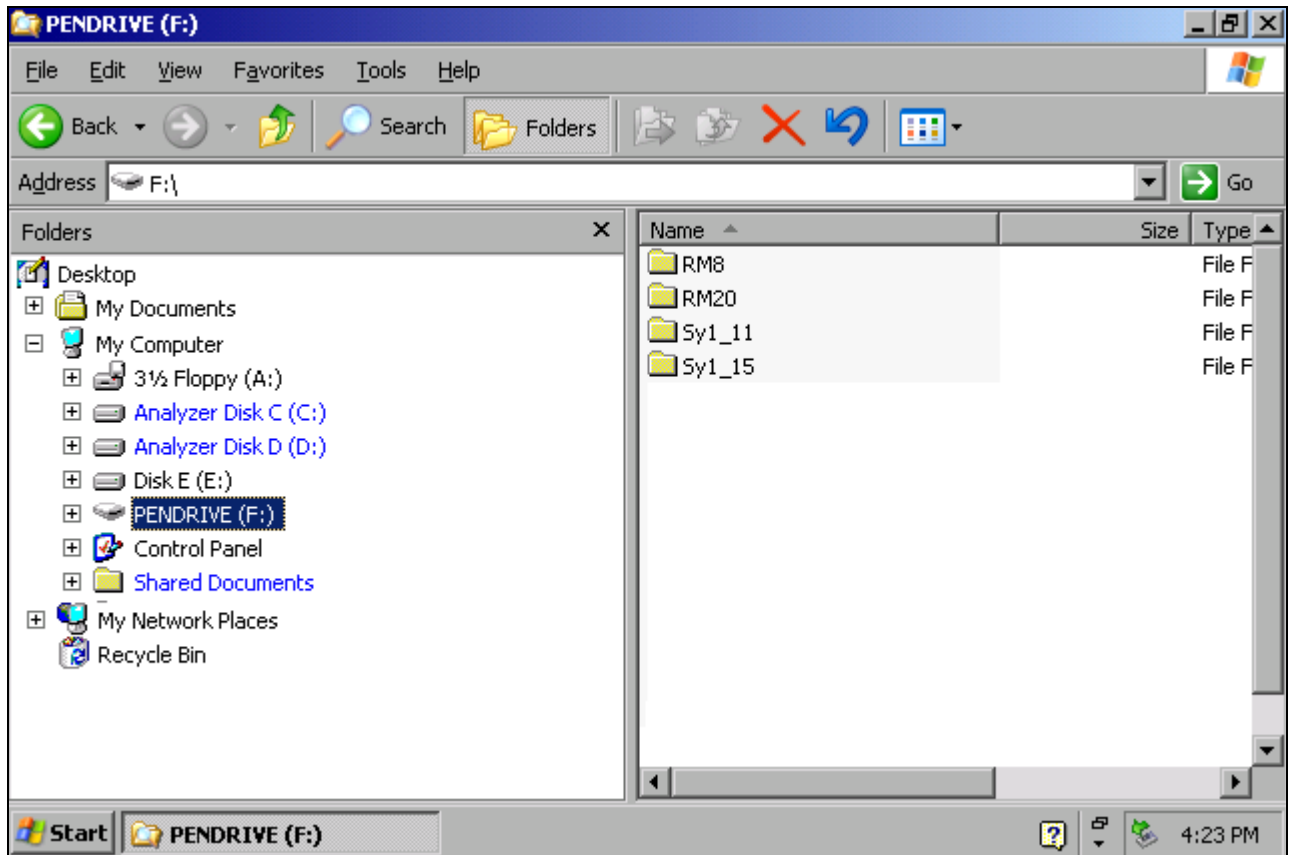 PENDRIVE (F:)
File Edit View Favorites Tools Help
Back Search Folders
Address F:\ Go
Folders
Desktop
My Documents
My Computer
3½ Floppy (A:)
Analyzer Disk C (C:)
Analyzer Disk D (D:)
Disk E (E:)
PENDRIVE (F:)
Control Panel
Shared Documents
My Network Places
Recycle Bin
Name Size Type
RM8 File F
RM20 File F
Sy1_11 File F
Sy1_15 File F
Start PENDRIVE (F:) 4:23 PM